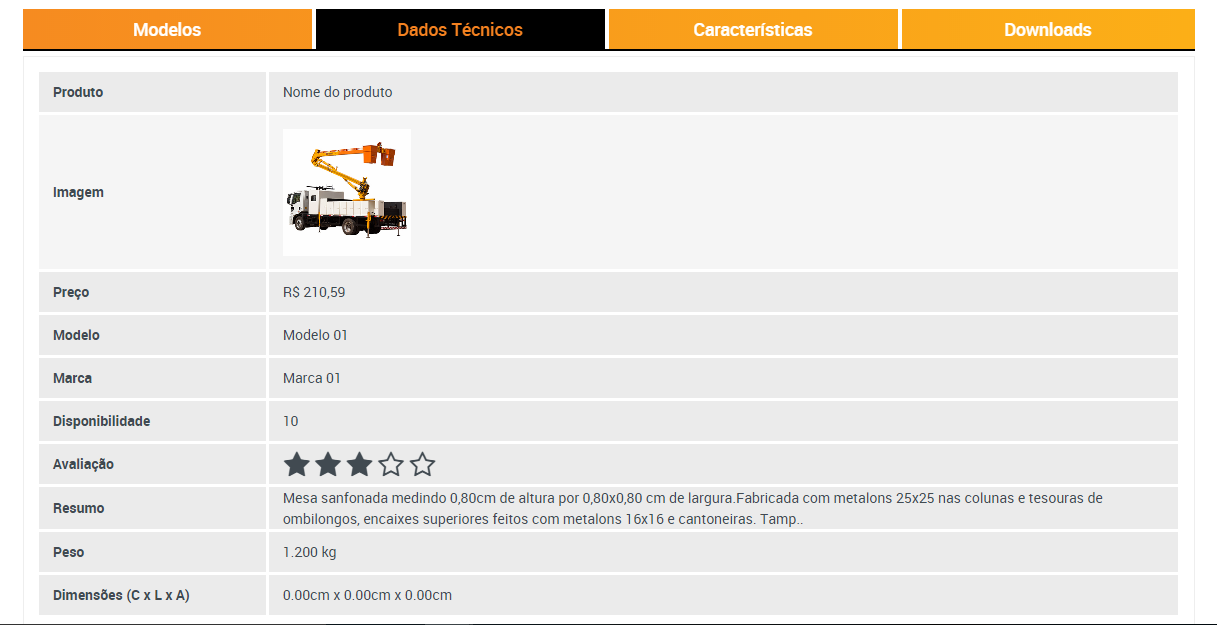 Modelos
Dados Técnicos
Características
Downloads
Produto
Nome do produto
Imagem
Preço
R$ 210,59
Modelo
Modelo 01
Marca
Marca 01
Disponibilidade
10
Avaliação
Resumo
Mesa sanfonada medindo 0,80cm de altura por 0,80x0,80 cm de largura.Fabricada com metalons 25x25 nas colunas e tesouras de
ombilongos, encaixes superiores feitos com metalons 16x16 e cantoneiras. Tamp..
Peso
1.200 kg
Dimensões (C x L x A)
0.00cm x 0.00cm x 0.00cm